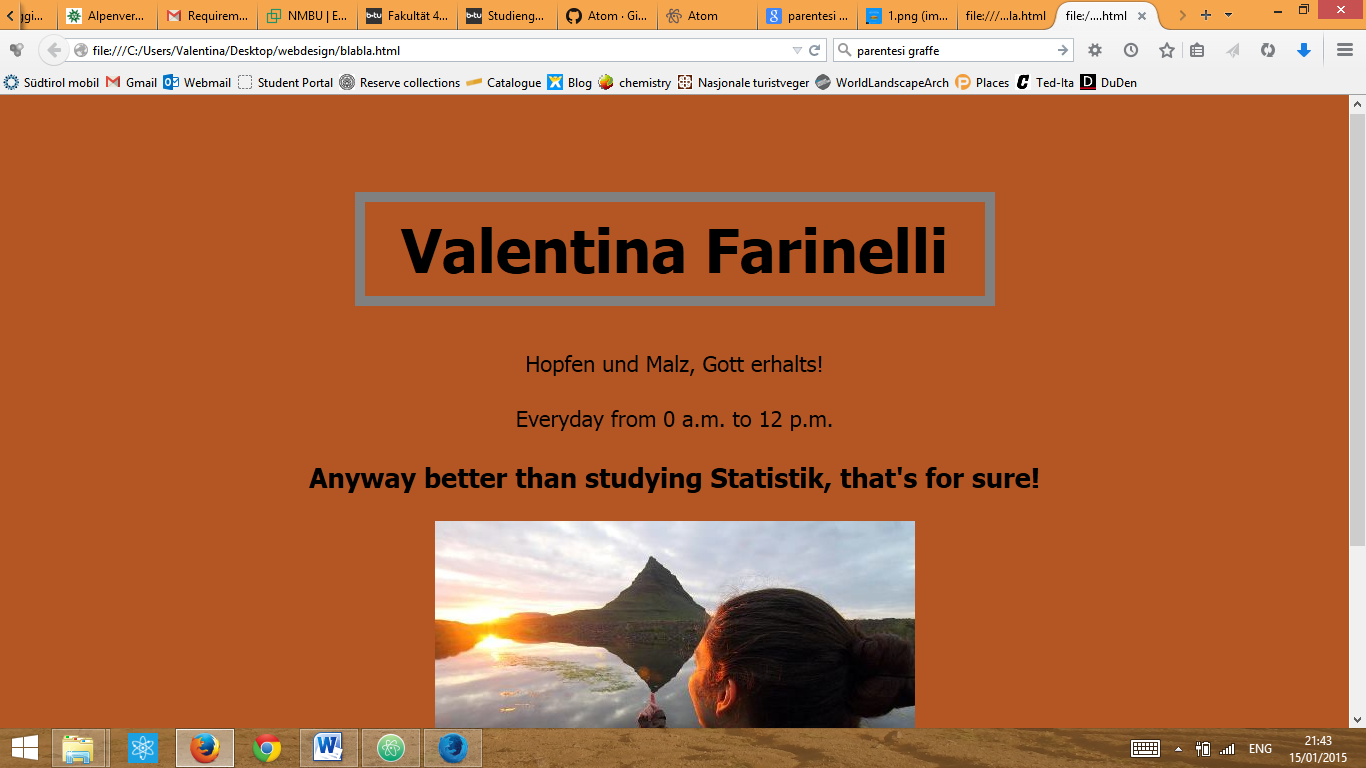 ggi...
Alpenver...
Requirem...
NMBU | E...
Fakultät 4...
Studieng...
Atom · Gi...
Atom
parentesi ...
1.png (im...
file:///...la.html
file:/....html
file:///C:/Users/Valentina/Desktop/webdesign/blabla.html
parentesi graffe
Südtirol mobil
Gmail
Webmail
Student Portal
Reserve collections
Catalogue
Blog
chemistry
Nasjonale turistveger
WorldLandscapeArch
Places
Ted-Ita
DuDen
Valentina Farinelli
Hopfen und Malz, Gott erhalts!
Everyday from 0 a.m. to 12 p.m.
Anyway better than studying Statistik, that's for sure!
ENG
21:43
15/01/2015